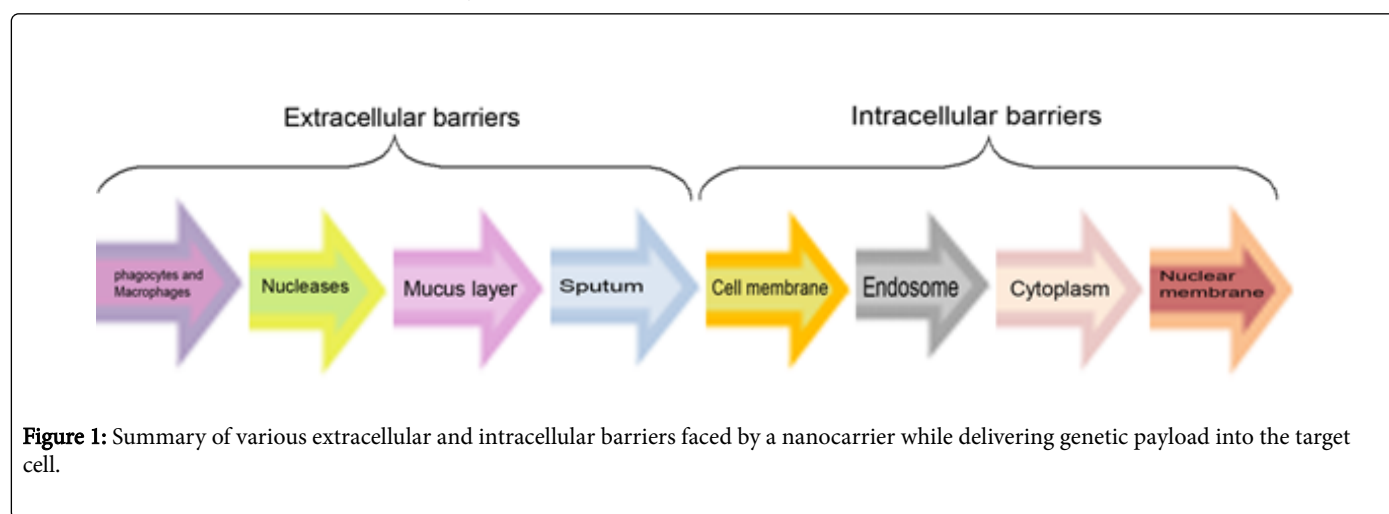 Extracellular barriers
Intracellular barriers
phagocytes and
Macrophages
Nucleases
Mucus layer
Sputum
Cell membrane
Endosome
Cytoplasm
Nuclear
membrane
Figure 1: Summary of various extracellular and intracellular barriers faced by a nanocarrier while delivering genetic payload into the target
cell.